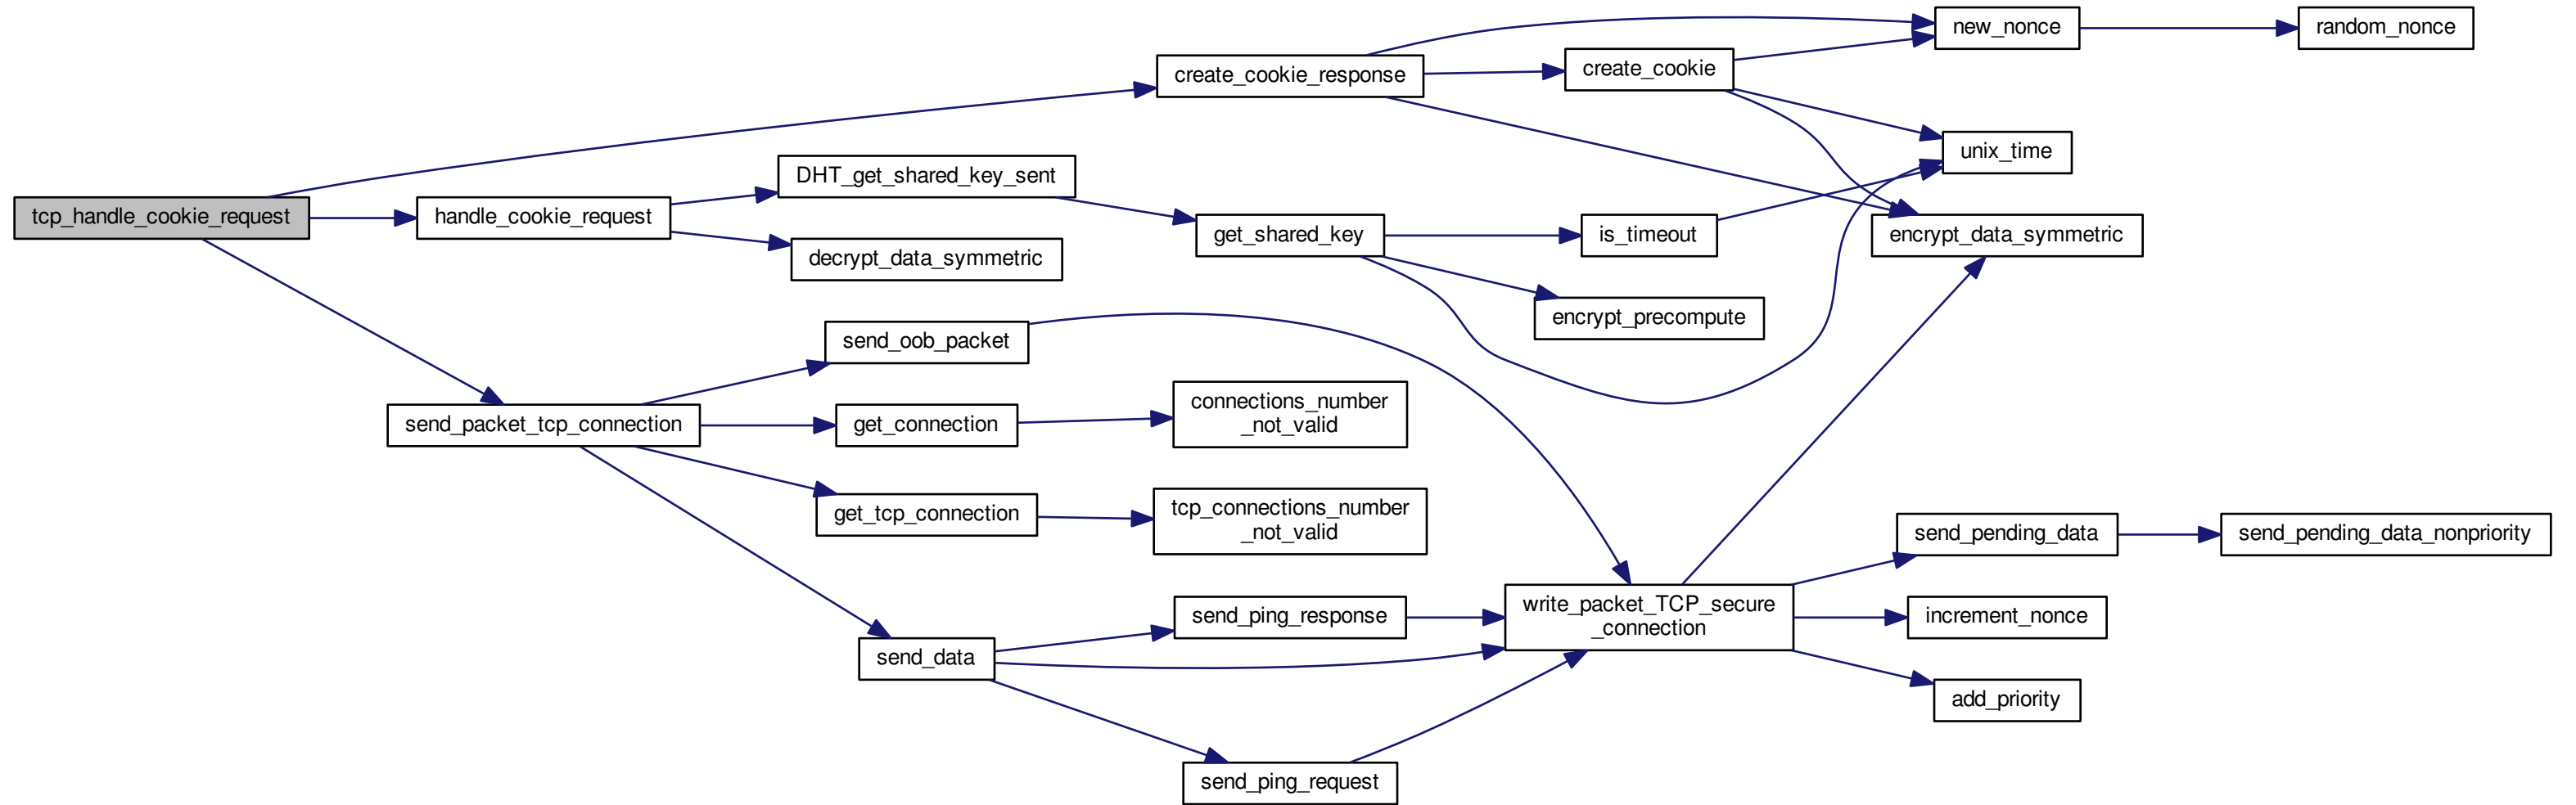 new_nonce
random_nonce
create_cookie_response
create_cookie
unix_time
DHT_get_shared_key_sent
tcp_handle_cookie_request
handle_cookie_request
get_shared_key
is_timeout
encrypt_data_symmetric
decrypt_data_symmetric
encrypt_precompute
send_oob_packet
connections_number
_not_valid
send_packet_tcp_connection
get_connection
get_tcp_connection
tcp_connections_number
_not_valid
send_pending_data
send_pending_data_nonpriority
send_ping_response
write_packet_TCP_secure
_connection
increment_nonce
send_data
add_priority
send_ping_request